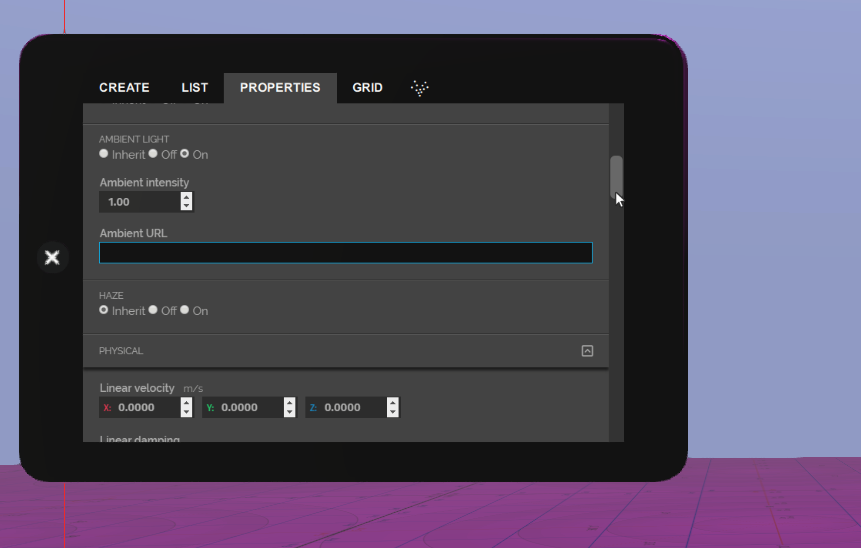 CREATE LIST PROPERTIES GRID
AMBIENT LIGHT
Inherit Off On
Ambient intensity
1.00
Ambient URL
HAZE
Inherit Off On
PHYSICAL
Linear velocity m/s
X: 0.0000 Y: 0.0000 Z: 0.0000
Linear damping